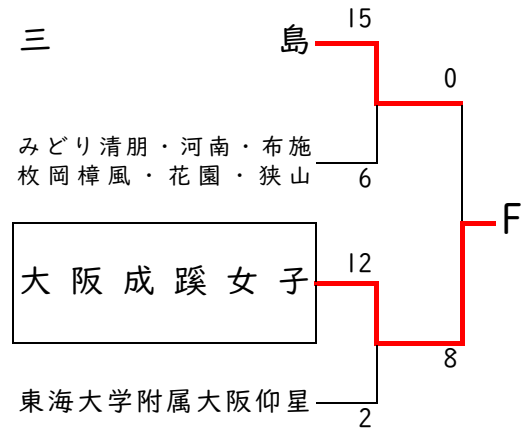 15
三島
0
みどり清朋・河南・布施
枚岡樟風・花園・狭山
6
F
12
大阪成蹊女子
8
東海大学附属大阪仰星
2